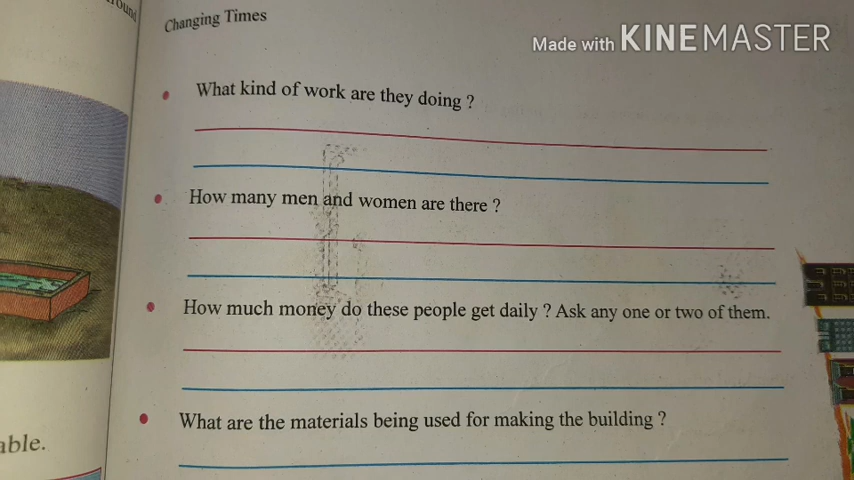 Changing Times
Made with KINEMASTER
What kind of work are they doing ?
How many men and women are there ?
How much money do these people get daily ? Ask any one or two of them.
What are the materials being used for making the building ?
able.